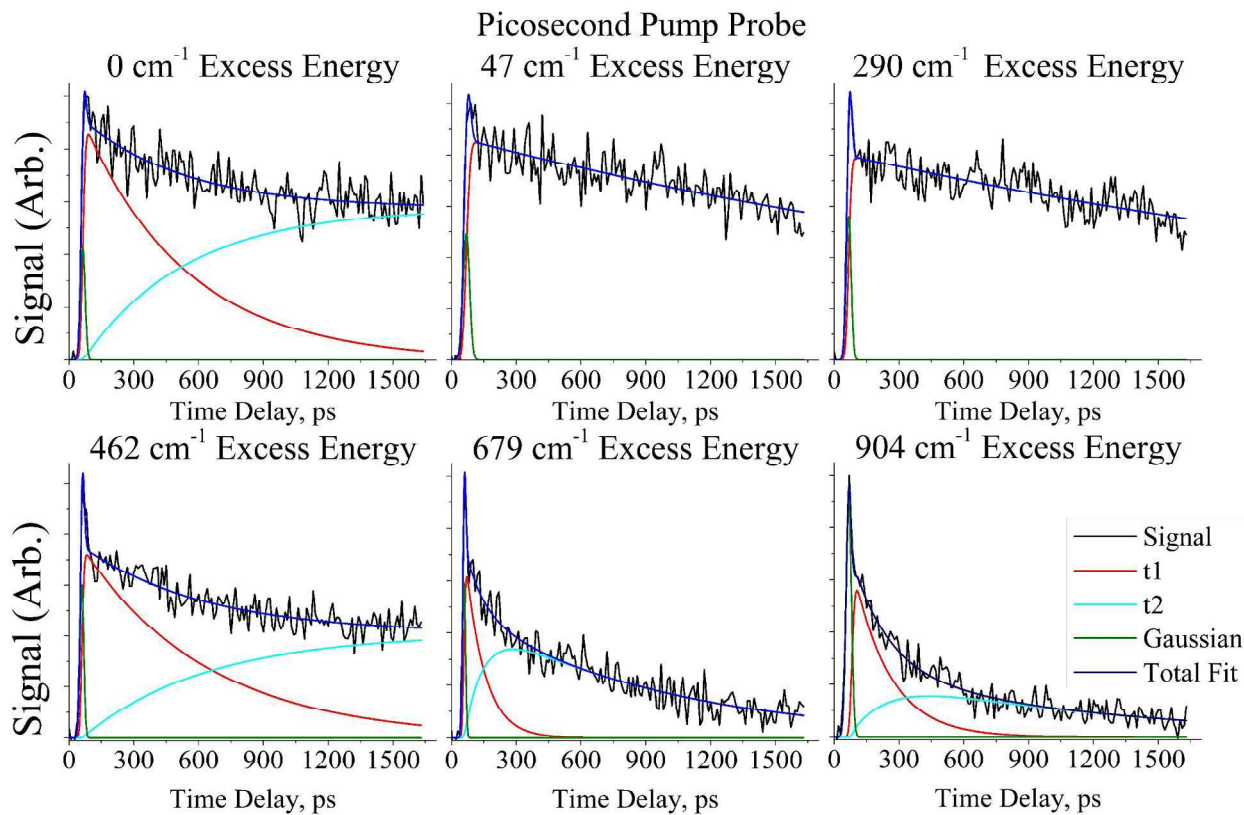 Picosecond Pump Probe
0 cm⁻¹ Excess Energy
47 cm⁻¹ Excess Energy
290 cm⁻¹ Excess Energy
Signal (Arb.)
0 300 600 900 1200 1500
0 300 600 900 1200 1500
0 300 600 900 1200 1500
Time Delay, ps
Time Delay, ps
Time Delay, ps
462 cm⁻¹ Excess Energy
679 cm⁻¹ Excess Energy
904 cm⁻¹ Excess Energy
Signal (Arb.)
Signal
t1
t2
Gaussian
Total Fit
0 300 600 900 1200 1500
0 300 600 900 1200 1500
0 300 600 900 1200 1500
Time Delay, ps
Time Delay, ps
Time Delay, ps